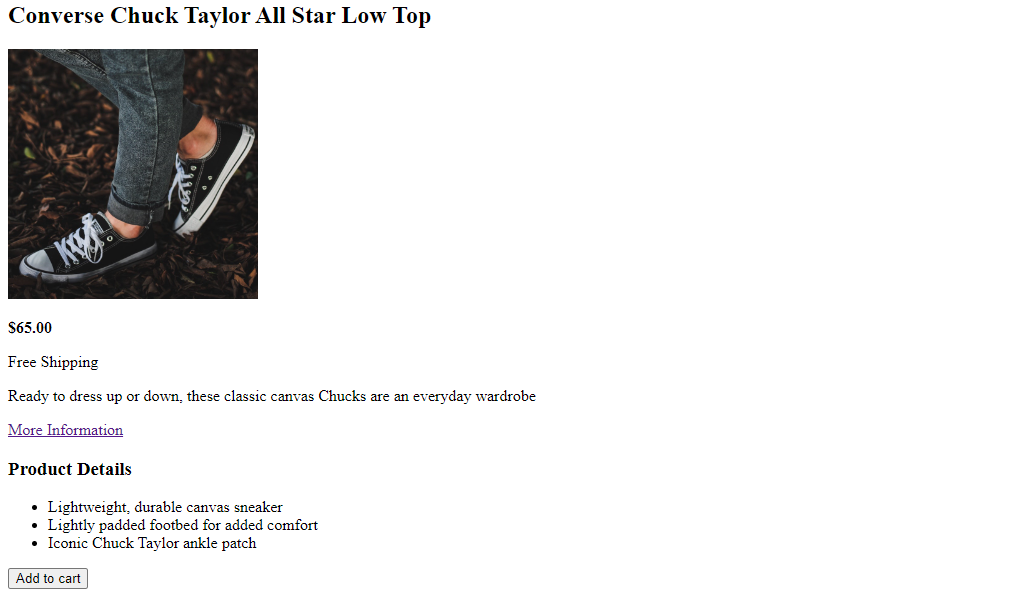 Converse Chuck Taylor All Star Low Top
$65.00
Free Shipping
Ready to dress up or down, these classic canvas Chucks are an everyday wardrobe
More Information
Product Details
Lightweight, durable canvas sneaker
Lightly padded footbed for added comfort
Iconic Chuck Taylor ankle patch
Add to cart